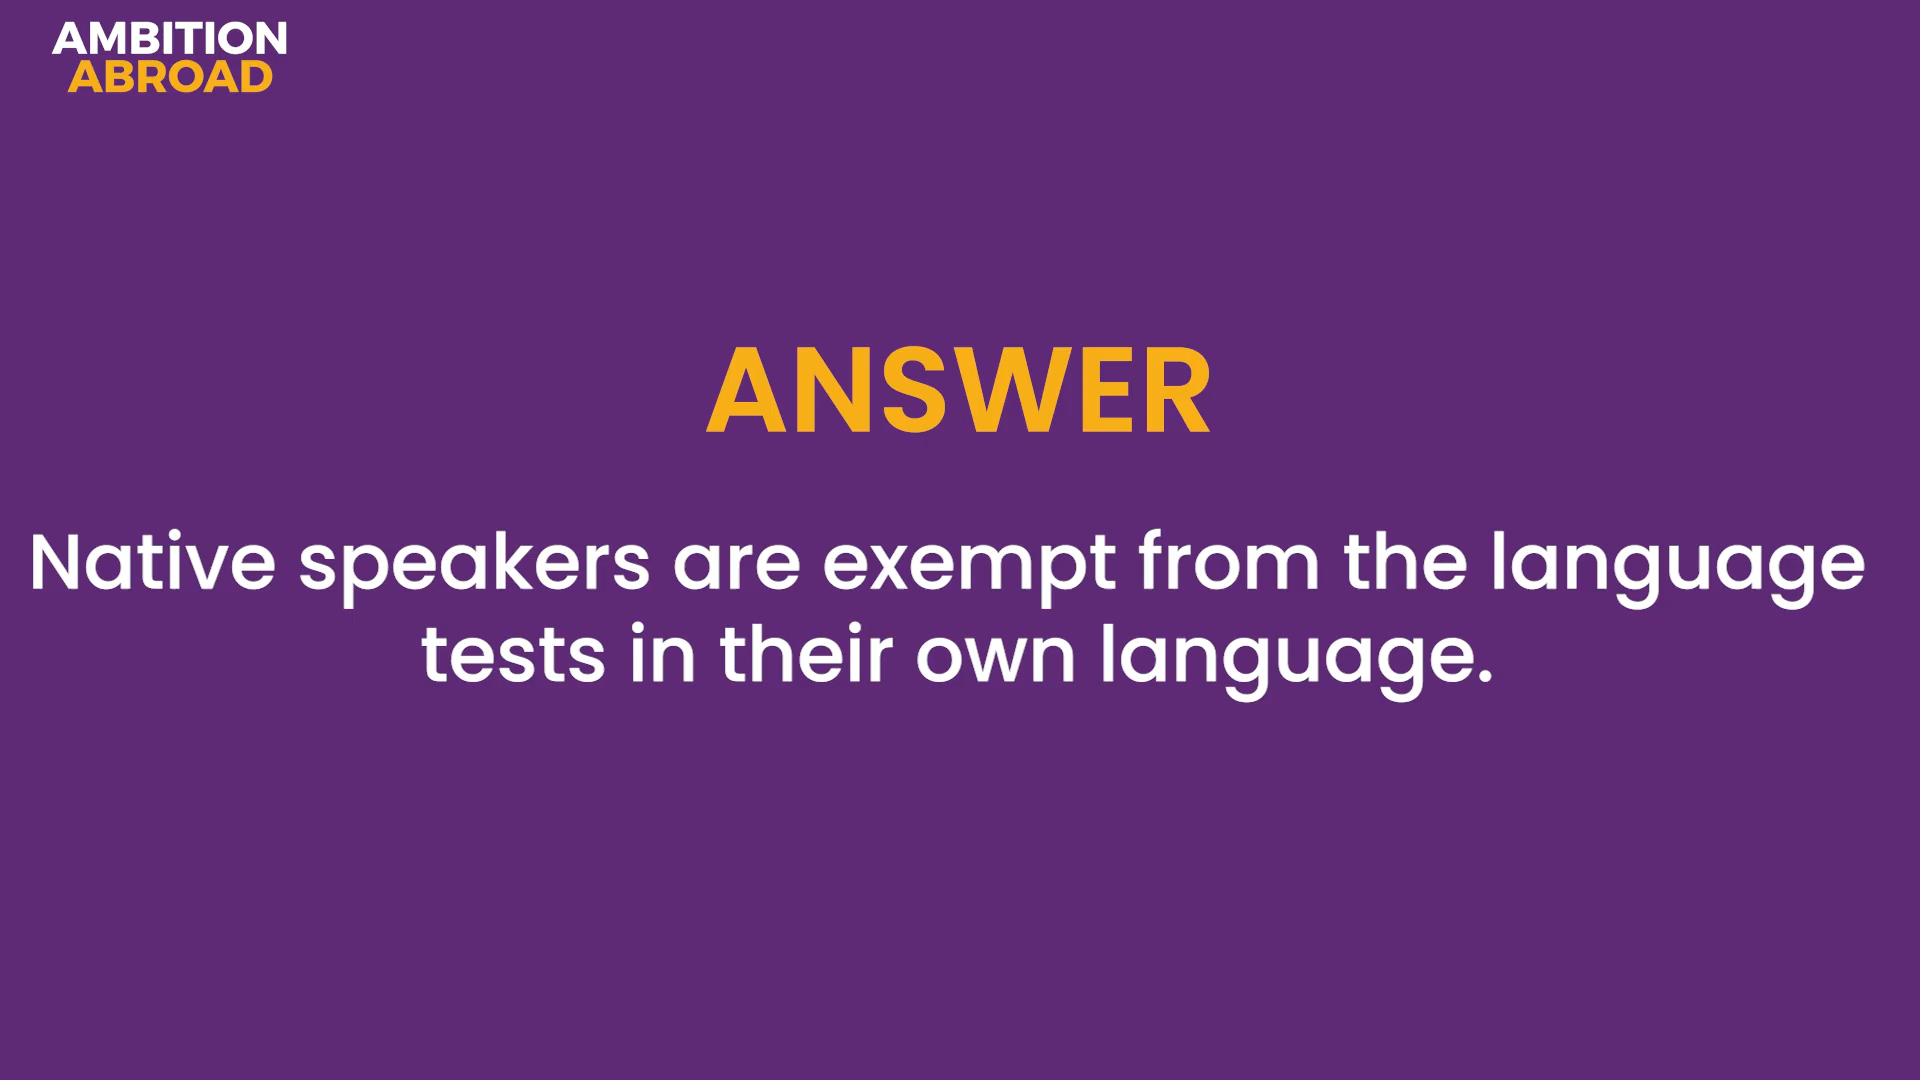 AMBITION
ABROAD
ANSWER
Native speakers are exempt from the language
tests in their own language.